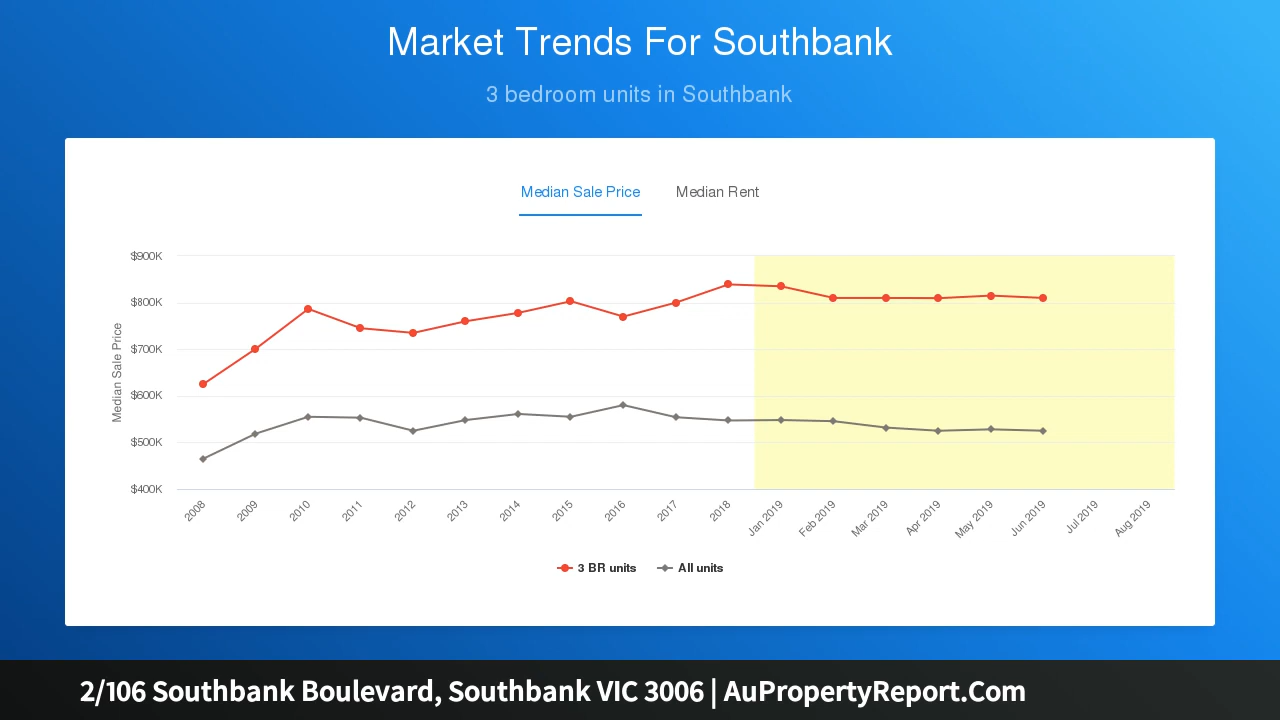 Market Trends For Southbank
3 bedroom units in Southbank
Median Sale Price
Median Rent
Median Sale Price
$900K
$800K
$700K
$600K
$500K
$400K
2008
2009
2010
2011
2012
2013
2014
2015
2016
2017
2018
Jan 2019
Feb 2019
Mar 2019
Apr 2019
May 2019
Jun 2019
Jul 2019
Aug 2019
3 BR units
All units
2/106 Southbank Boulevard, Southbank VIC 3006 | AuPropertyReport.Com